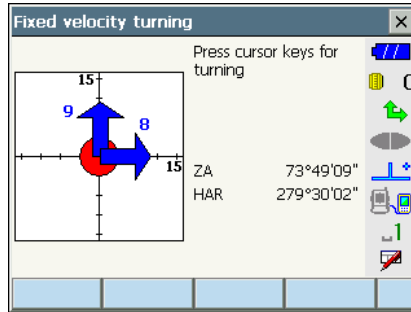 Fixed velocity turning
Press cursor keys for
turning
15
9
8
15
ZA 73°49'09"
HAR 279°30'02"
1